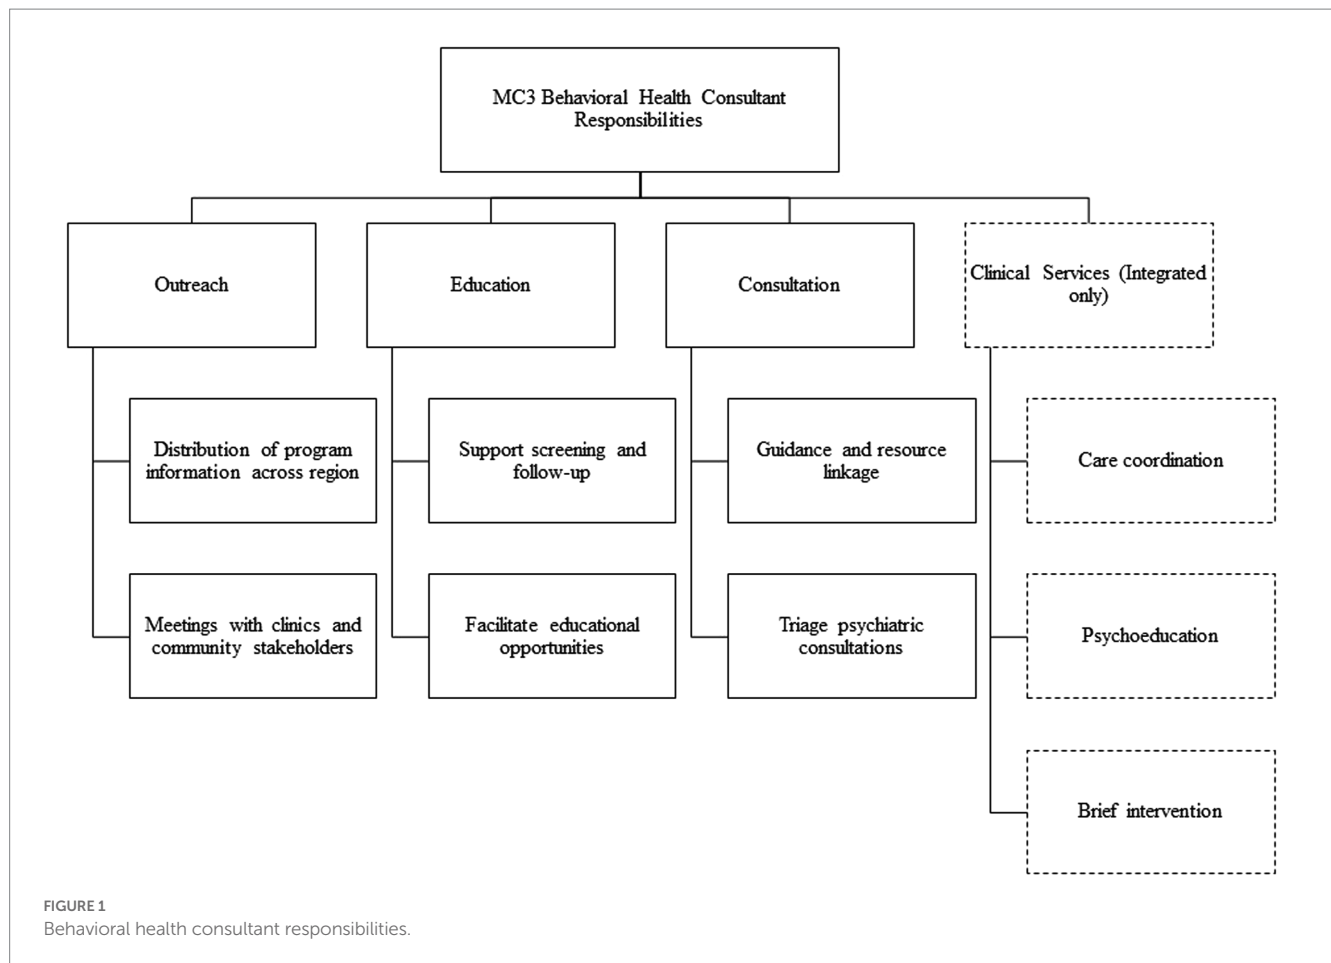 MC3 Behavioral Health Consultant
Responsibilities
Outreach
Education
Consultation
Clinical Services (Integrated
only)
Distribution of program
information across region
Support screening and
follow-up
Guidance and resource
linkage
Care coordination
Meetings with clinics and
community stakeholders
Facilitate educational
opportunities
Triage psychiatric
consultations
Psychoeducation
Brief intervention
FIGURE 1
Behavioral health consultant responsibilities.